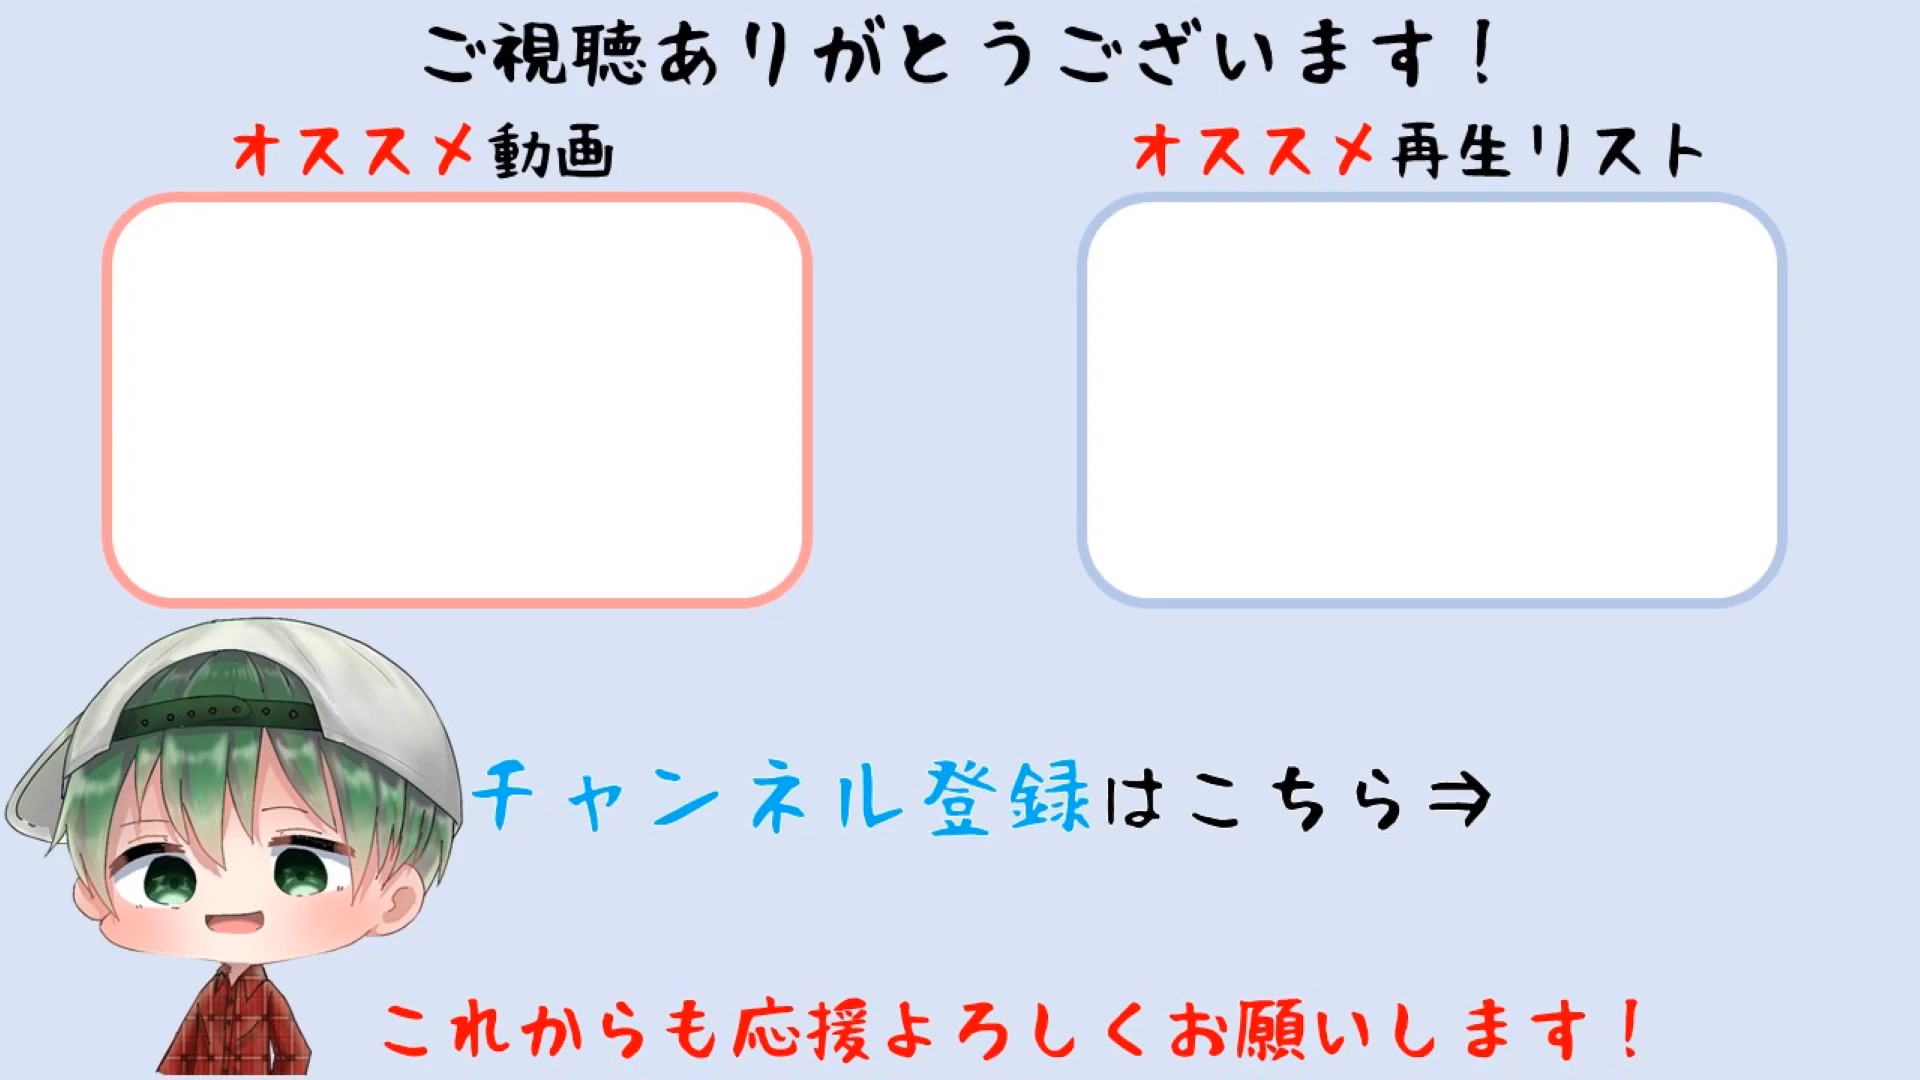 ご視聴ありがとうございます！
オススメ動画
オススメ再生リスト
チャンネル登録はこちら⇒
これからも応援よろしくお願いします！